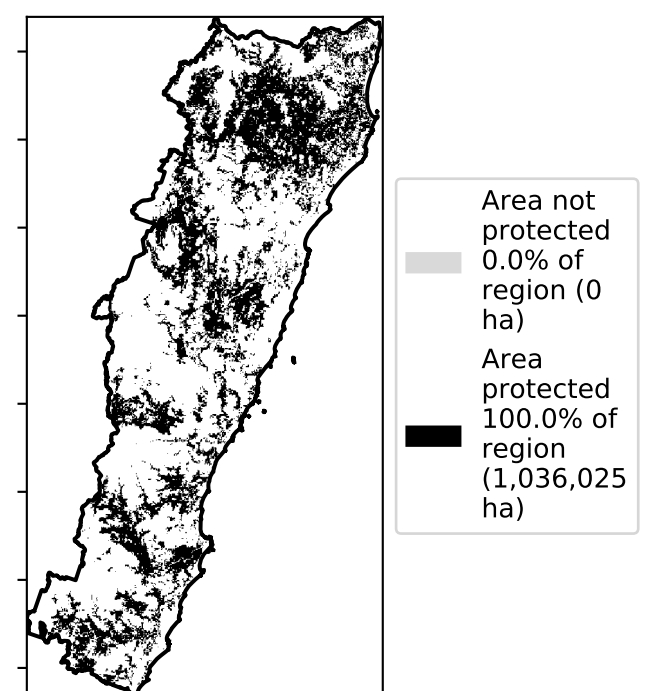 Area not
protected
0.0% of
region (0
ha)
Area
protected
100.0% of
region
(1,036,025
ha)